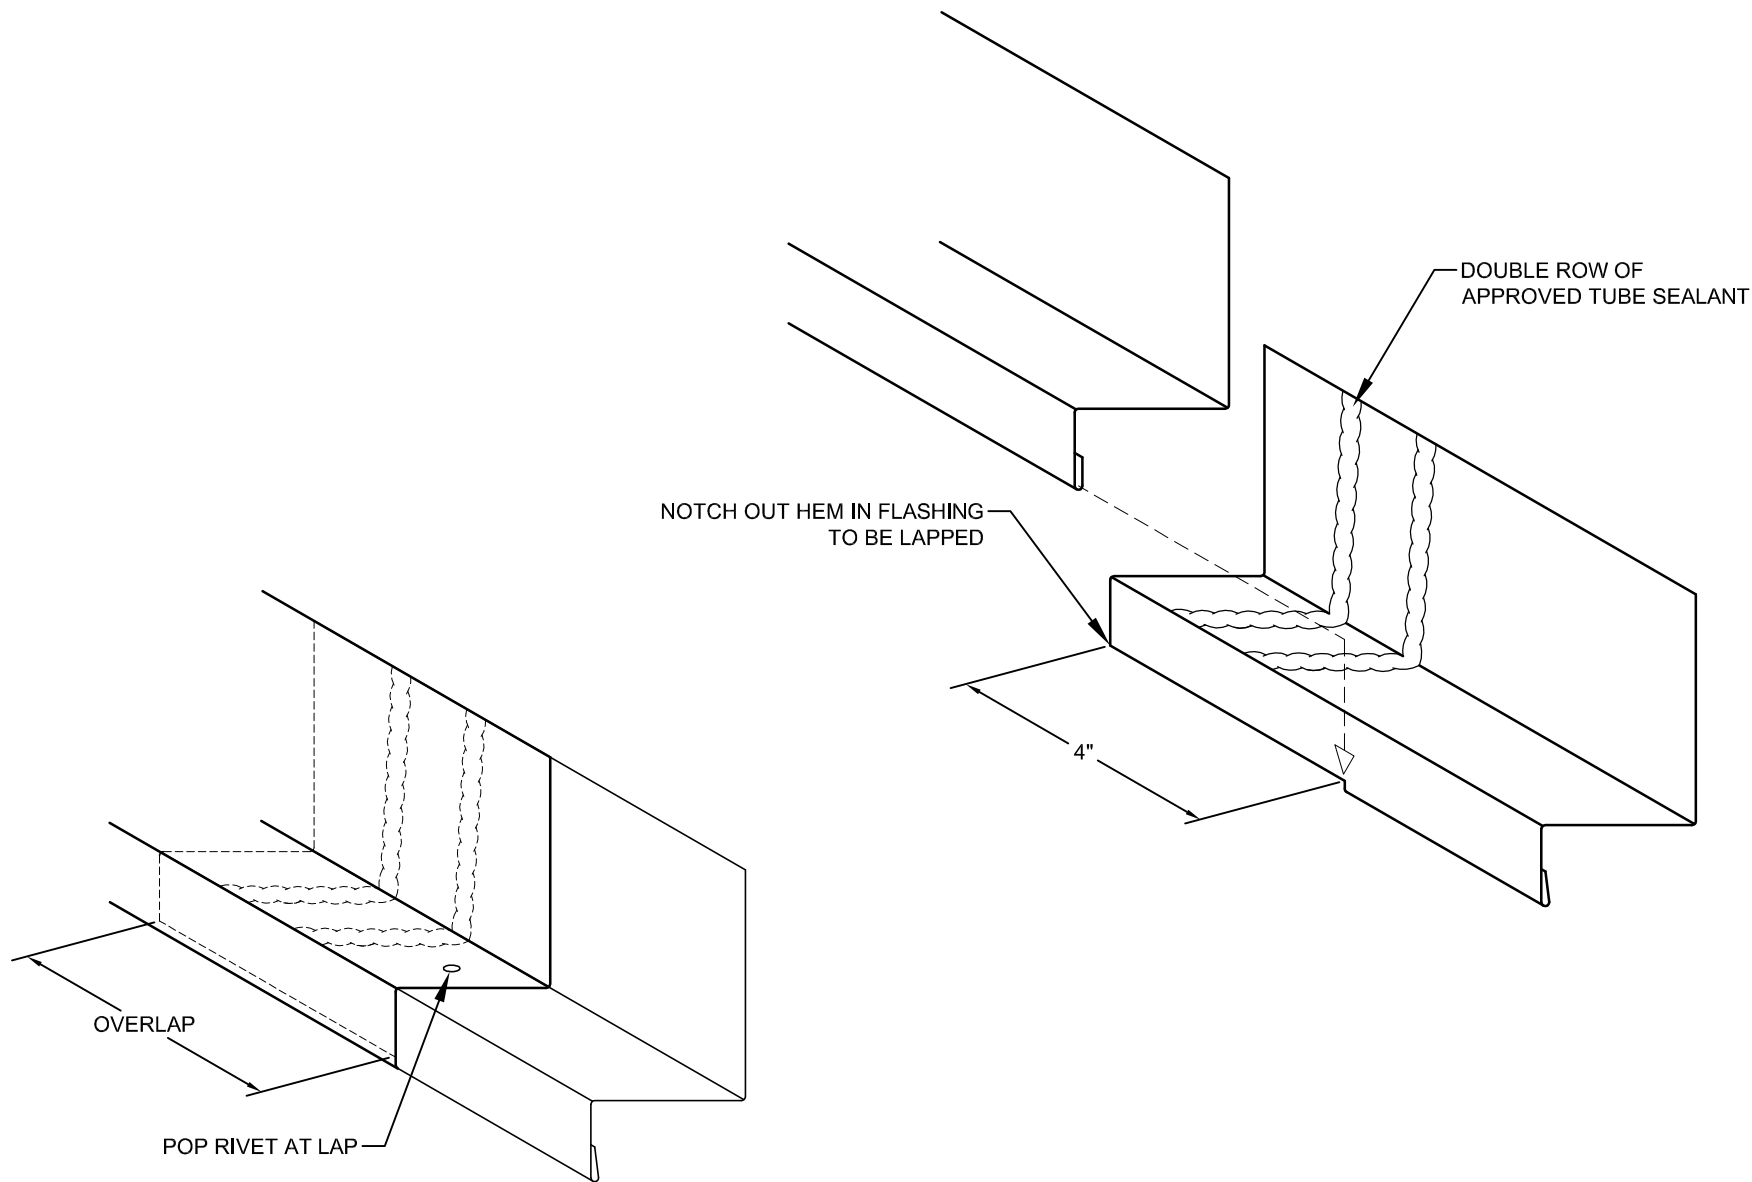 DOUBLE ROW OF
APPROVED TUBE SEALANT
NOTCH OUT HEM IN FLASHING
TO BE LAPPED
4"
OVERLAP
POP RIVET AT LAP